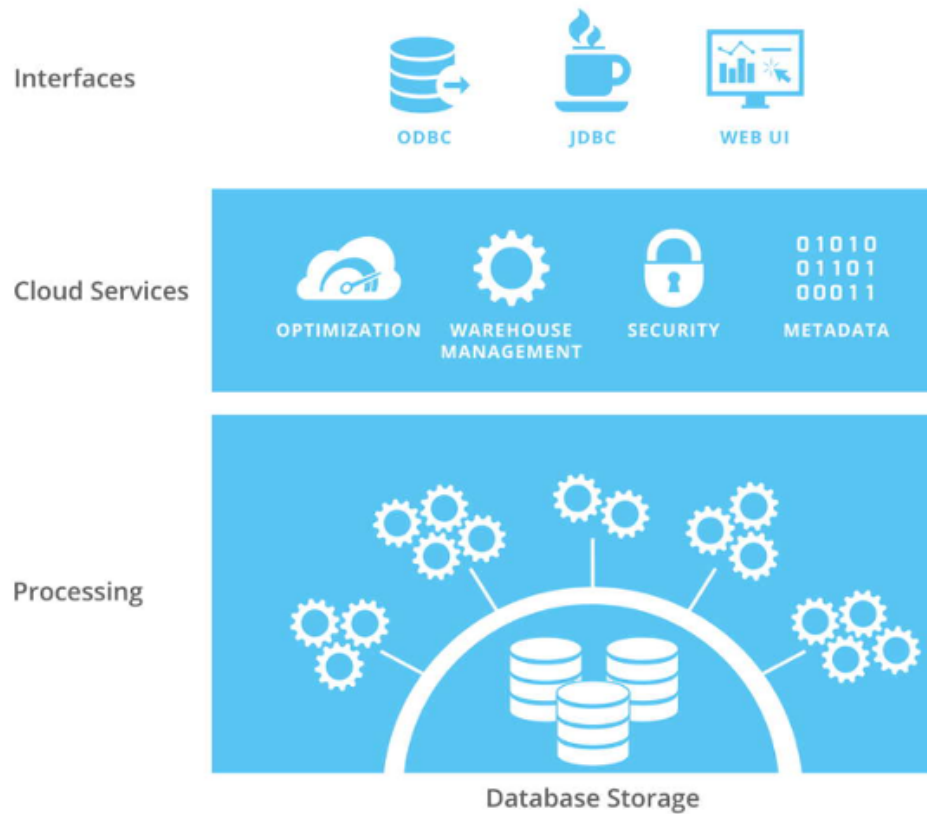 Interfaces
ODBC
JDBC
WEB UI
Cloud Services
OPTIMIZATION
WAREHOUSE
MANAGEMENT
SECURITY
01010
01101
00011
METADATA
Processing
Database Storage